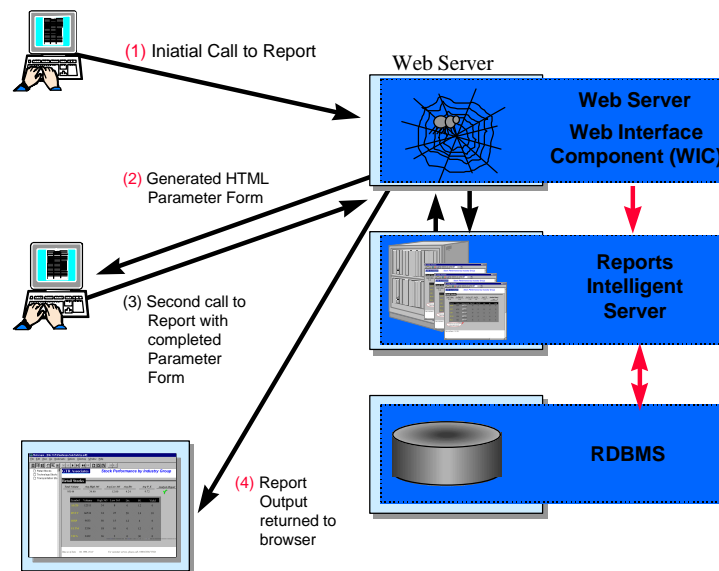 (1) Iniatial Call to Report
Web Server
Web Server
Web Interface
Component (WIC)
(2) Generated HTML
Parameter Form
(3) Second call to
Report with
completed
Parameter
Form
Reports
Intelligent
Server
RDBMS
Stock Performance by Industry Group
(4) Report
Output
returned to
browser